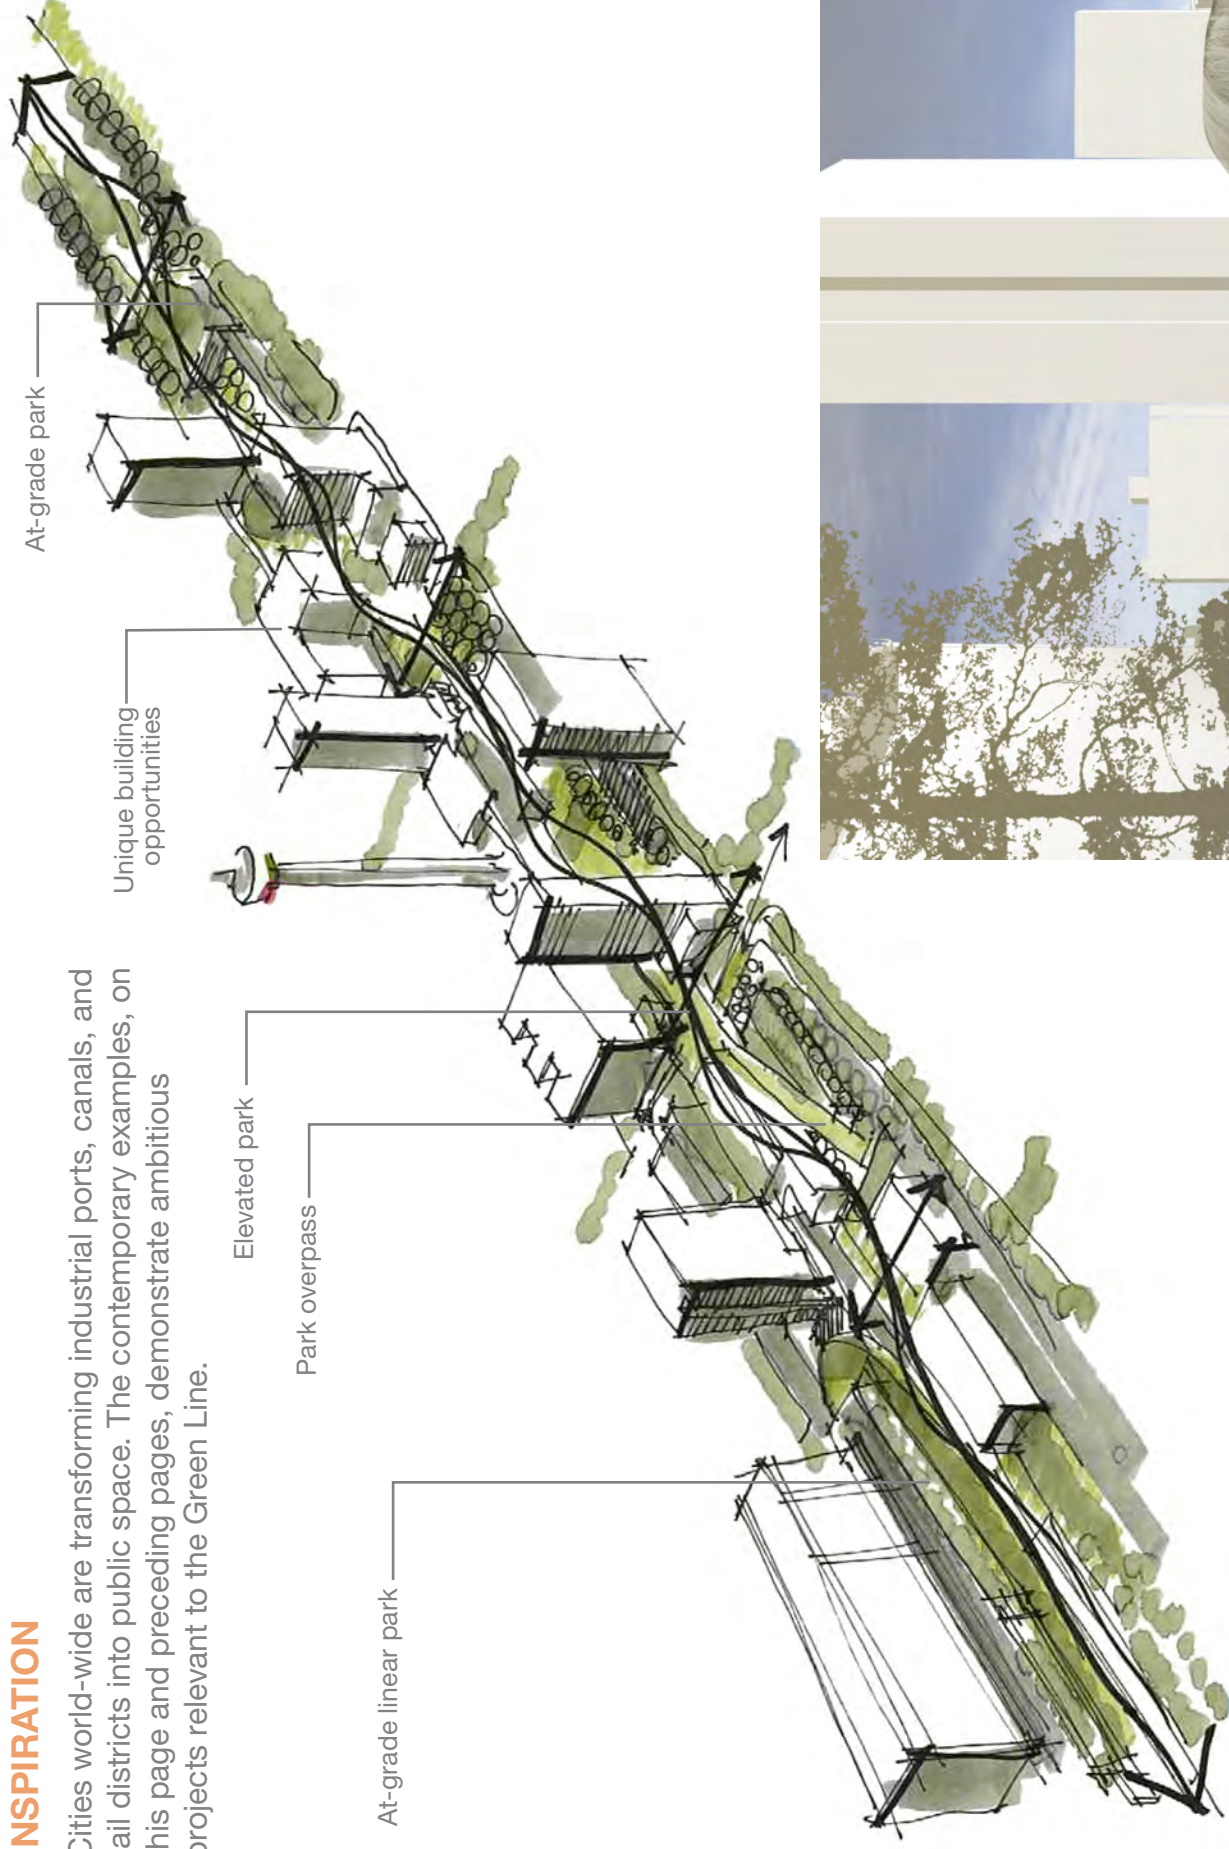 NSPIRATION
Cities world-wide are transforming industrial ports, canals, and
ail districts into public space. The contemporary examples, on
his page and preceding pages, demonstrate ambitious
projects relevant to the Green Line.
At-grade park
Unique building
opportunities
Elevated park
Park overpass
At-grade linear park